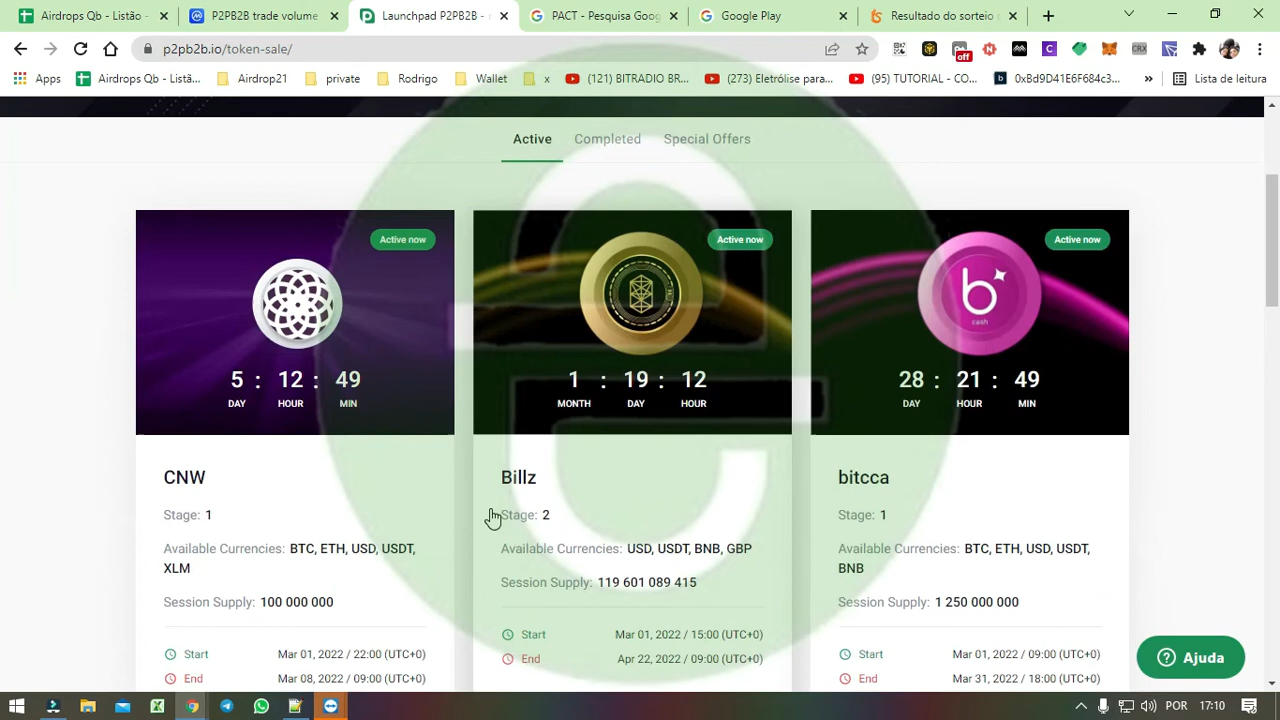 Airdrops Qb - Listão
P2PB2B trade volume
Launchpad P2PB2B -
PACT - Pesquisa Goog
Google Play
Resultado do sorteio
p2pb2b.io/token-sale/
off
CRX
Apps
Airdrops Qb - Listã...
Airdrop21
private
Rodrigo
Wallet
x
(121) BITRADIO BR...
(273) Eletrólise para...
(95) TUTORIAL - CO...
0xBd9D41E6F684c3...
»
Lista de leitura
Active
Completed
Special Offers
Active now
5 : 12 : 49
DAY HOUR MIN
CNW
Stage: 1
Available Currencies: BTC, ETH, USD, USDT,
XLM
Session Supply: 100 000 000
Start Mar 01, 2022 / 22:00 (UTC+0)
End Mar 08, 2022 / 09:00 (UTC+0)
Active now
1 : 19 : 12
MONTH DAY HOUR
Billz
Stage: 2
Available Currencies: USD, USDT, BNB, GBP
Session Supply: 119 601 089 415
Start Mar 01, 2022 / 15:00 (UTC+0)
End Apr 22, 2022 / 09:00 (UTC+0)
Active now
b
cash
28 : 21 : 49
DAY HOUR MIN
bitcca
Stage: 1
Available Currencies: BTC, ETH, USD, USDT,
BNB
Session Supply: 1 250 000 000
Start Mar 01, 2022 / 09:00 (UTC+0)
End Mar 31, 2022 / 18:00 (UTC+0)
Ajuda
POR 17:10